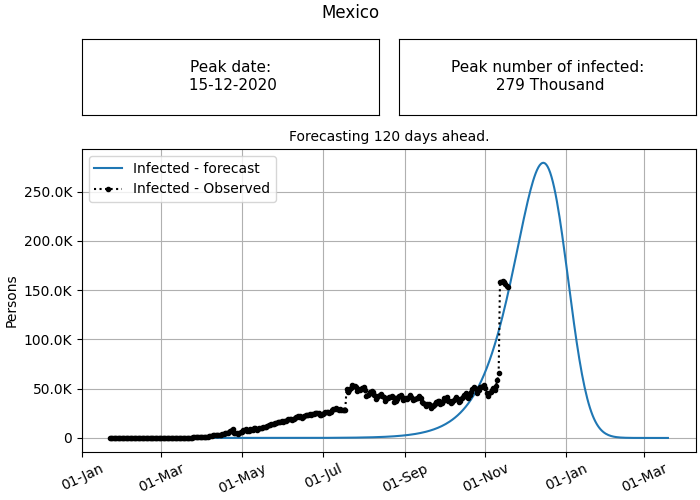 Mexico
Peak date:
15-12-2020
Peak number of infected:
279 Thousand
Forecasting 120 days ahead.
Infected - forecast
Infected - Observed
250.0K
200.0K
150.0K
100.0K
50.0K
0
Persons
01-Jan
01-Mar
01-May
01-Jul
01-Sep
01-Nov
01-Jan
01-Mar